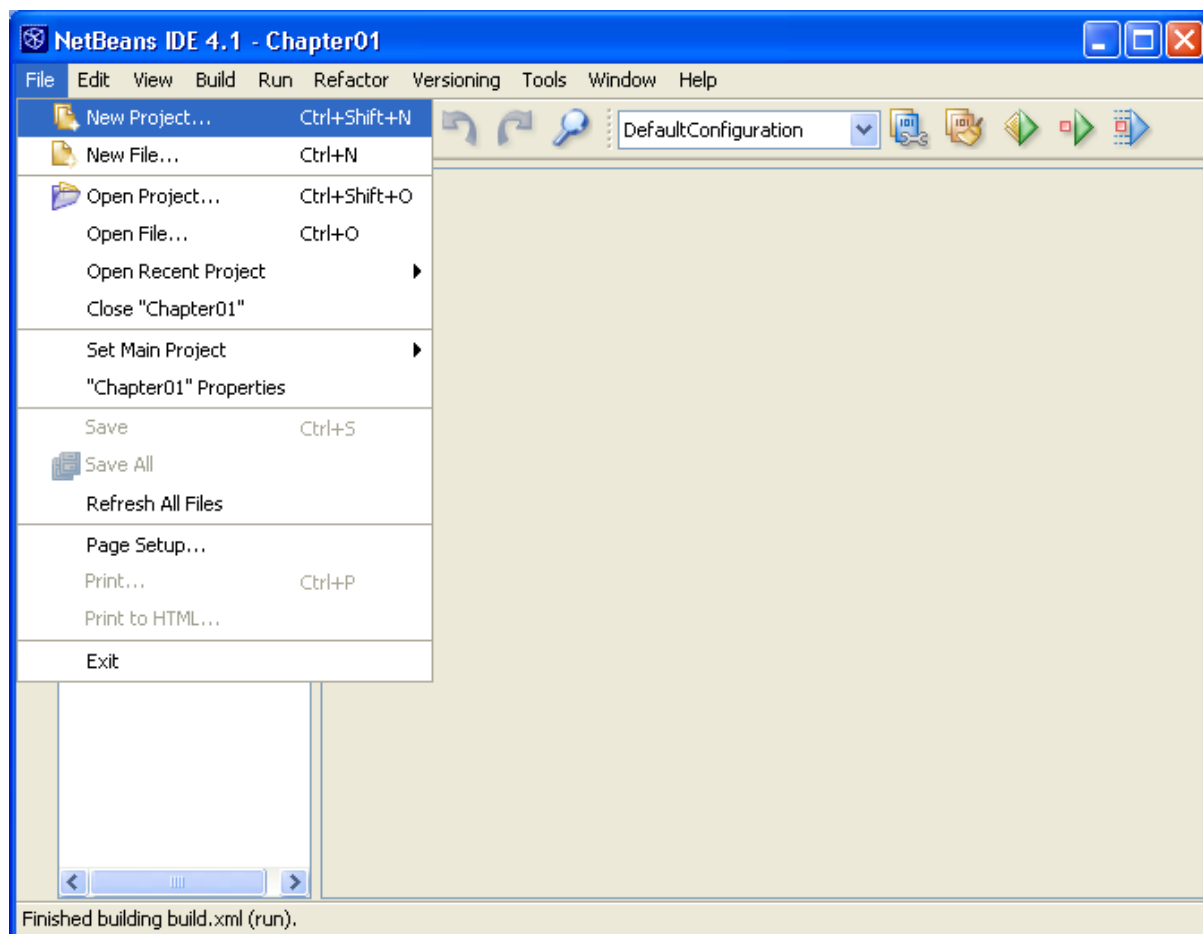 NetBeans IDE 4.1 - Chapter01
File Edit View Build Run Refactor Versioning Tools Window Help
New Project... Ctrl+Shift+N
DefaultConfiguration
New File... Ctrl+N
Open Project... Ctrl+Shift+O
Open File... Ctrl+O
Open Recent Project
Close "Chapter01"
Set Main Project
"Chapter01" Properties
Save Ctrl+S
Save All
Refresh All Files
Page Setup...
Print... Ctrl+P
Print to HTML...
Exit
Finished building build.xml (run).